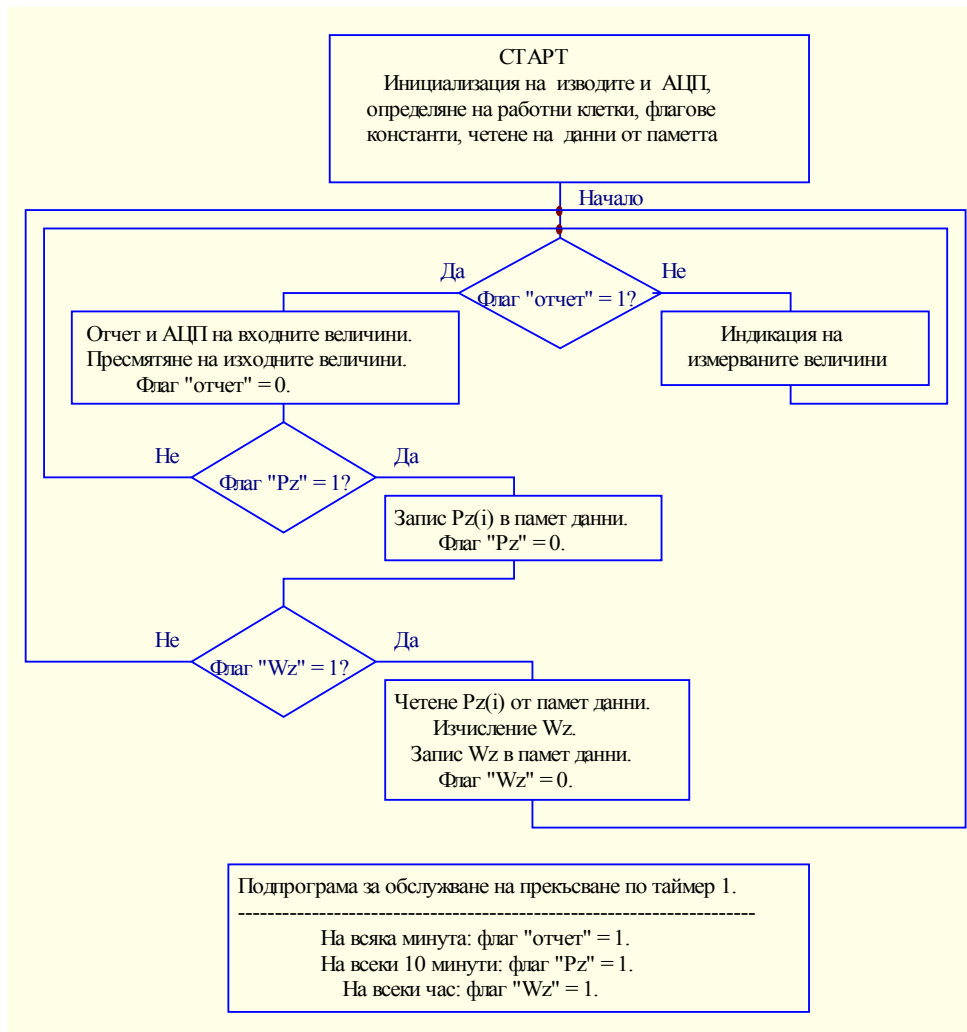 СТАРТ
Инициализация на изводите и АЦП,
определяне на работни клетки, флагове
константи, четене на данни от паметта
Начало
Да
Не
Флаг "отчет" = 1?
Отчет и АЦП на входните величини.
Пресмятане на изходните величини.
Флаг "отчет" = 0.
Индикация на
измерваните величини
Не
Да
Флаг "Pz" = 1?
Запис Pz(i) в памет данни.
Флаг "Pz" = 0.
Не
Да
Флаг "Wz" = 1?
Четене Pz(i) от памет данни.
Изчисление Wz.
Запис Wz в памет данни.
Флаг "Wz" = 0.
Подпрограма за обслужване на прекъсване по таймер 1.
----------------------------------------------------------------------
На всяка минута: флаг "отчет" = 1.
На всеки 10 минути: флаг "Pz" = 1.
На всеки час: флаг "Wz" = 1.